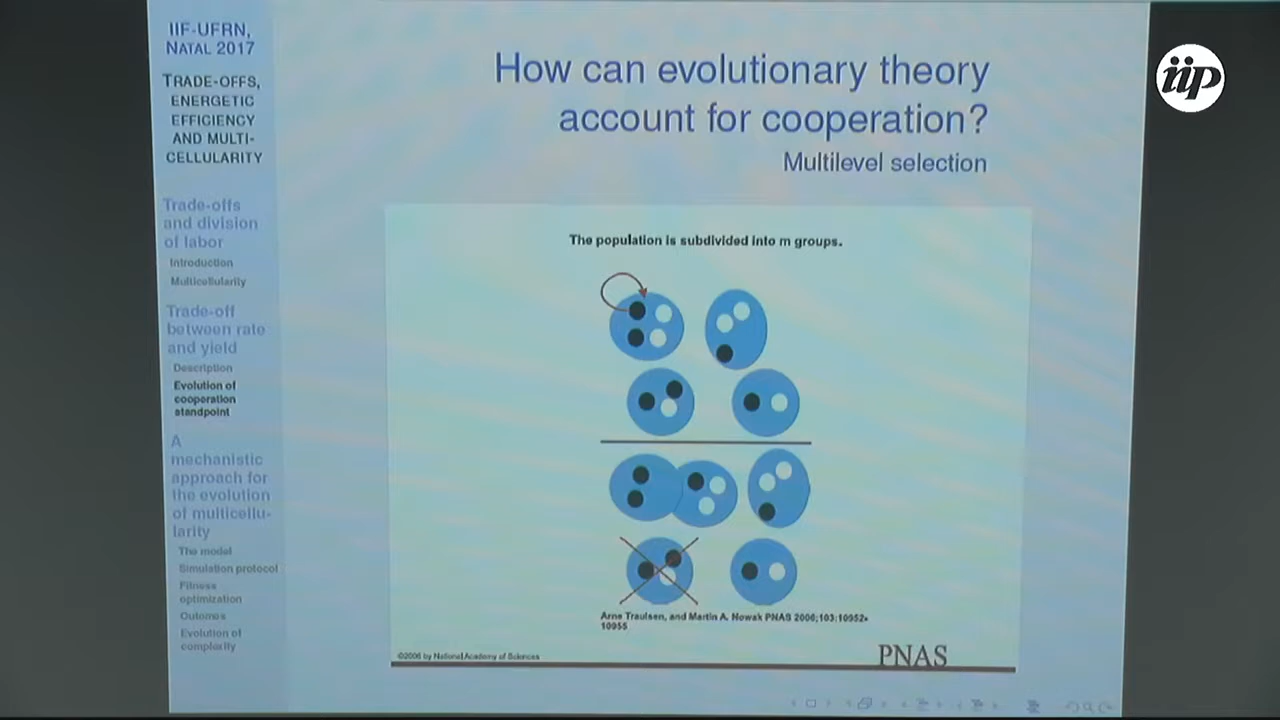 IIF-UFRN,
NATAL 2017
TRADE-OFFS,
ENERGETIC
EFFICIENCY
AND MULTI-
CELLULARITY
Trade-offs
and division
of labor
Introduction
Multicellularity
Trade-off
between rate
and yield
Description
Evolution of
cooperation
standpoint
A
mechanistic
approach for
the evolution
of multicellu-
larity
The model
Simulation protocol
Fitness
optimization
Outcomes
Evolution of
complexity
How can evolutionary theory
account for cooperation?
Multilevel selection
The population is subdivided into m groups.
Arne Traulsen, and Martin A. Nowak PNAS 2006;103:10952-
10955
©2006 by National Academy of Sciences
PNAS
iip